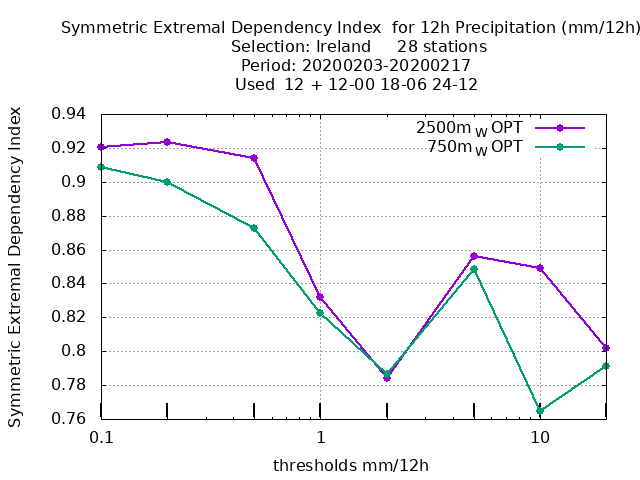 Symmetric Extremal Dependency Index  for 12h Precipitation (mm/12h)
Selection: Ireland     28 stations
Period: 20200203-20200217
Used  12 + 12-00 18-06 24-12
Symmetric Extremal Dependency Index
0.94
0.92
0.9
0.88
0.86
0.84
0.82
0.8
0.78
0.76
2500m W OPT
750m W OPT
0.1 1 10
thresholds mm/12h